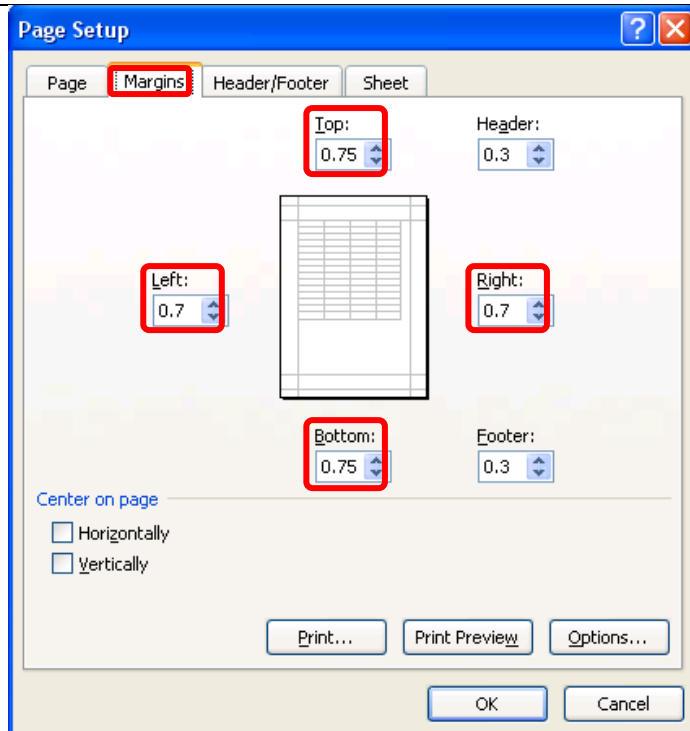 Page Setup
Page Margins Header/Footer Sheet
Top: Header:
0.75 0.3
Left: Right:
0.7 0.7
Bottom: Footer:
0.75 0.3
Center on page
Horizontally
Vertically
Print... Print Preview Options...
OK Cancel